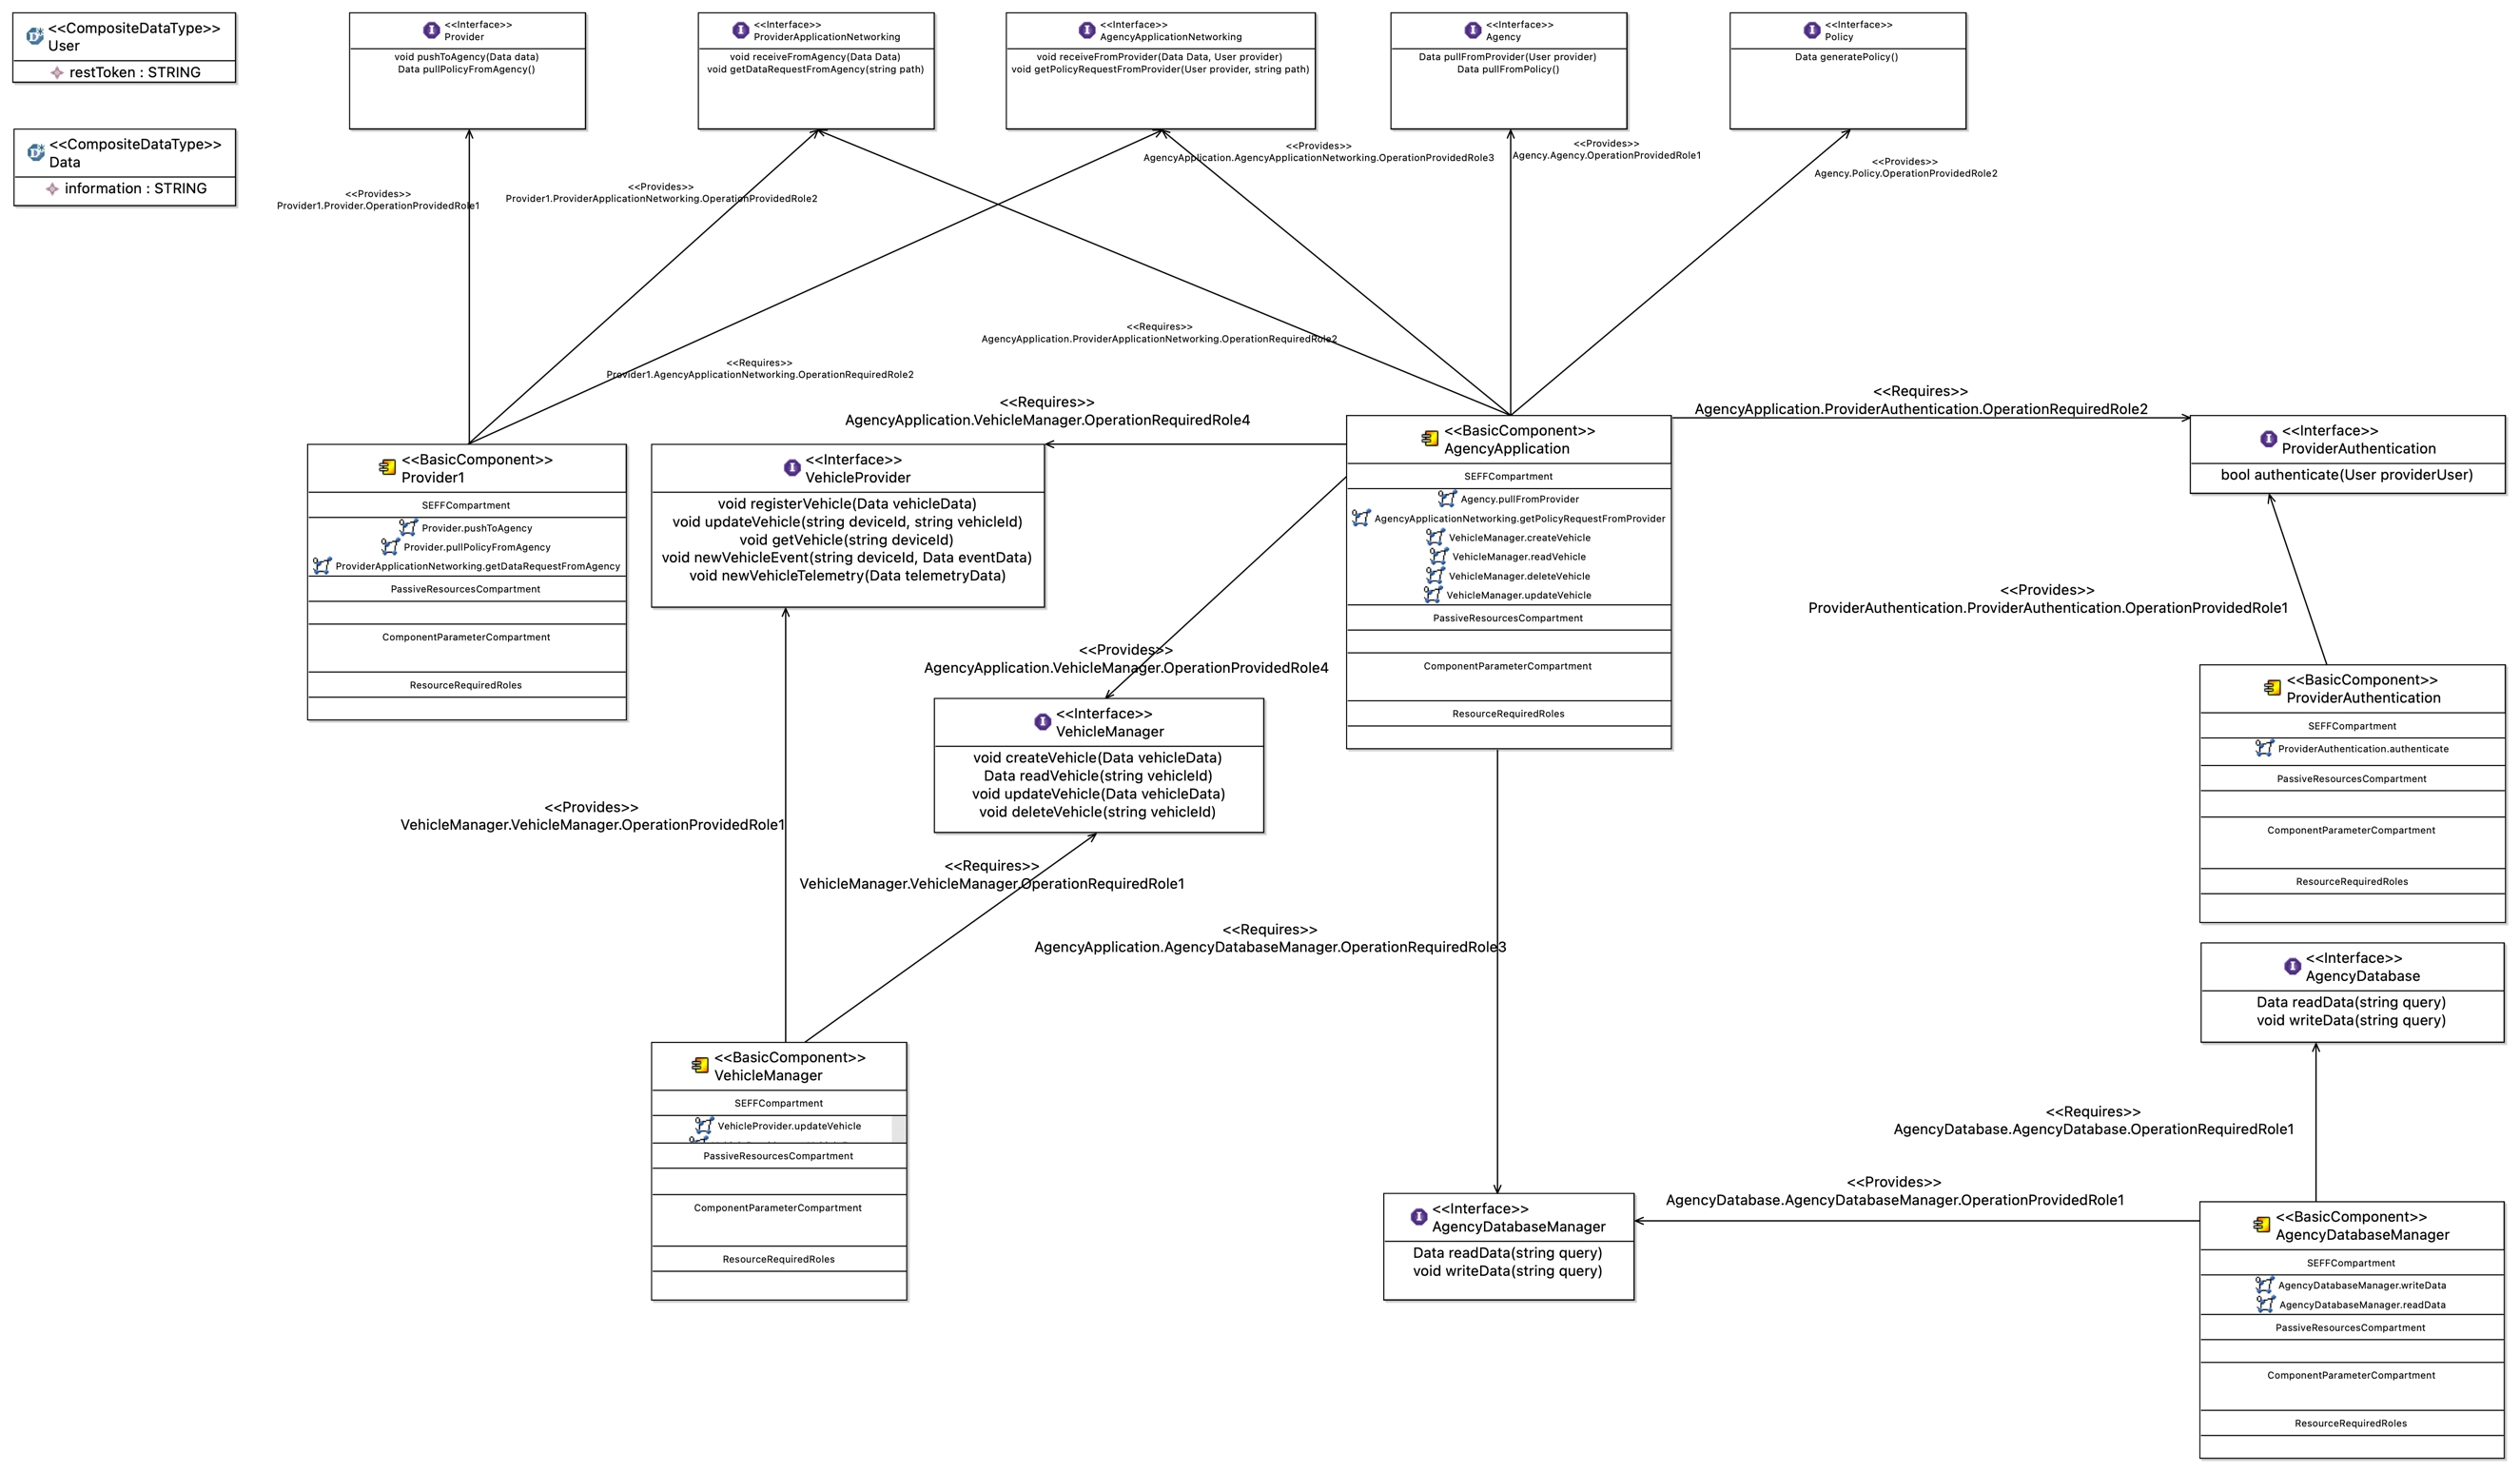 <<CompositeDataType>>
User
restToken : STRING
<<CompositeDataType>>
Data
information : STRING
<<Interface>>
Provider
void pushToAgency(Data data)
Data pullPolicyFromAgency()
<<Interface>>
ProviderApplicationNetworking
void receiveFromAgency(Data Data)
void getDataRequestFromAgency(string path)
<<Interface>>
AgencyApplicationNetworking
void receiveFromProvider(Data Data, User provider)
void getPolicyRequestFromProvider(User provider, string path)
<<Interface>>
Agency
Data pullFromProvider(User provider)
Data pullFromPolicy()
<<Interface>>
Policy
Data generatePolicy()
<<Provides>>
Provider1.Provider.OperationProvidedRole1
<<Provides>>
Provider1.ProviderApplicationNetworking.OperationProvidedRole2
<<Provides>>
AgencyApplication.AgencyApplicationNetworking.OperationProvidedRole3
<<Provides>>
Agency.Agency.OperationProvidedRole1
<<Provides>>
Agency.Policy.OperationProvidedRole2
<<Requires>>
AgencyApplication.ProviderApplicationNetworking.OperationRequiredRole2
<<Requires>>
Provider1.AgencyApplicationNetworking.OperationRequiredRole2
<<Requires>>
AgencyApplication.VehicleManager.OperationRequiredRole4
<<Requires>>
AgencyApplication.ProviderAuthentication.OperationRequiredRole2
<<BasicComponent>>
Provider1
SEFFCompartment
Provider.pushToAgency
Provider.pullPolicyFromAgency
ProviderApplicationNetworking.getDataRequestFromAgency
PassiveResourcesCompartment
ComponentParameterCompartment
ResourceRequiredRoles
<<Interface>>
VehicleProvider
void registerVehicle(Data vehicleData)
void updateVehicle(string deviceId, string vehicleId)
void getVehicle(string deviceId)
void newVehicleEvent(string deviceId, Data eventData)
void newVehicleTelemetry(Data telemetryData)
<<BasicComponent>>
AgencyApplication
SEFFCompartment
Agency.pullFromProvider
AgencyApplicationNetworking.getPolicyRequestFromProvider
VehicleManager.createVehicle
VehicleManager.readVehicle
VehicleManager.deleteVehicle
VehicleManager.updateVehicle
PassiveResourcesCompartment
ComponentParameterCompartment
ResourceRequiredRoles
<<Interface>>
ProviderAuthentication
bool authenticate(User providerUser)
<<Provides>>
ProviderAuthentication.ProviderAuthentication.OperationProvidedRole1
<<Provides>>
AgencyApplication.VehicleManager.OperationProvidedRole4
<<Interface>>
VehicleManager
void createVehicle(Data vehicleData)
Data readVehicle(string vehicleId)
void updateVehicle(Data vehicleData)
void deleteVehicle(string vehicleId)
<<BasicComponent>>
ProviderAuthentication
SEFFCompartment
ProviderAuthentication.authenticate
PassiveResourcesCompartment
ComponentParameterCompartment
ResourceRequiredRoles
<<Provides>>
VehicleManager.VehicleManager.OperationProvidedRole1
<<Requires>>
VehicleManager.VehicleManager.OperationRequiredRole1
<<Requires>>
AgencyApplication.AgencyDatabaseManager.OperationRequiredRole3
<<Interface>>
AgencyDatabase
Data readData(string query)
void writeData(string query)
<<BasicComponent>>
VehicleManager
SEFFCompartment
VehicleProvider.updateVehicle
PassiveResourcesCompartment
ComponentParameterCompartment
ResourceRequiredRoles
<<Requires>>
AgencyDatabase.AgencyDatabase.OperationRequiredRole1
<<Provides>>
AgencyDatabase.AgencyDatabaseManager.OperationProvidedRole1
<<Interface>>
AgencyDatabaseManager
Data readData(string query)
void writeData(string query)
<<BasicComponent>>
AgencyDatabaseManager
SEFFCompartment
AgencyDatabaseManager.writeData
AgencyDatabaseManager.readData
PassiveResourcesCompartment
ComponentParameterCompartment
ResourceRequiredRoles